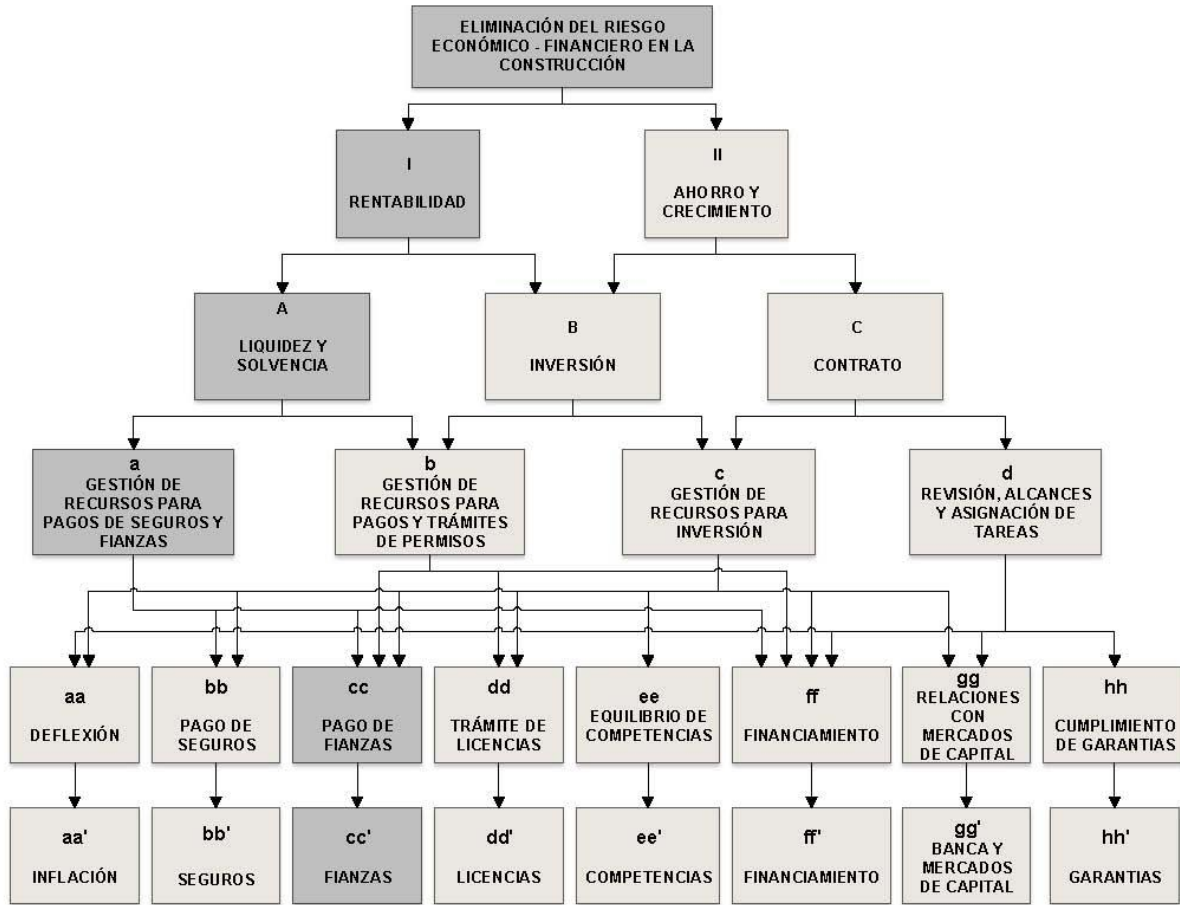 ELIMINACIÓN DEL RIESGO
ECONÓMICO - FINANCIERO EN LA
CONSTRUCCIÓN
I
RENTABILIDAD
II
AHORRO Y
CRECIMIENTO
A
LIQUIDEZ Y
SOLVENCIA
B
INVERSIÓN
C
CONTRATO
a
GESTIÓN DE
RECURSOS PARA
PAGOS DE SEGUROS Y
FIANZAS
b
GESTIÓN DE
RECURSOS PARA
PAGOS Y TRÁMITES
DE PERMISOS
c
GESTIÓN DE
RECURSOS PARA
INVERSIÓN
d
REVISIÓN, ALCANCES
Y ASIGNACIÓN DE
TAREAS
aa
DEFLEXIÓN
bb
PAGO DE
SEGUROS
cc
PAGO DE
FIANZAS
dd
TRÁMITE DE
LICENCIAS
ee
EQUILIBRIO DE
COMPETENCIAS
ff
FINANCIAMIENTO
gg
RELACIONES
CON
MERCADOS
DE CAPITAL
hh
CUMPLIMIENTO
DE GARANTIAS
aa'
INFLACIÓN
bb'
SEGUROS
cc'
FIANZAS
dd'
LICENCIAS
ee'
COMPETENCIAS
ff'
FINANCIAMIENTO
gg'
BANCA Y
MERCADOS
DE CAPITAL
hh'
GARANTIAS